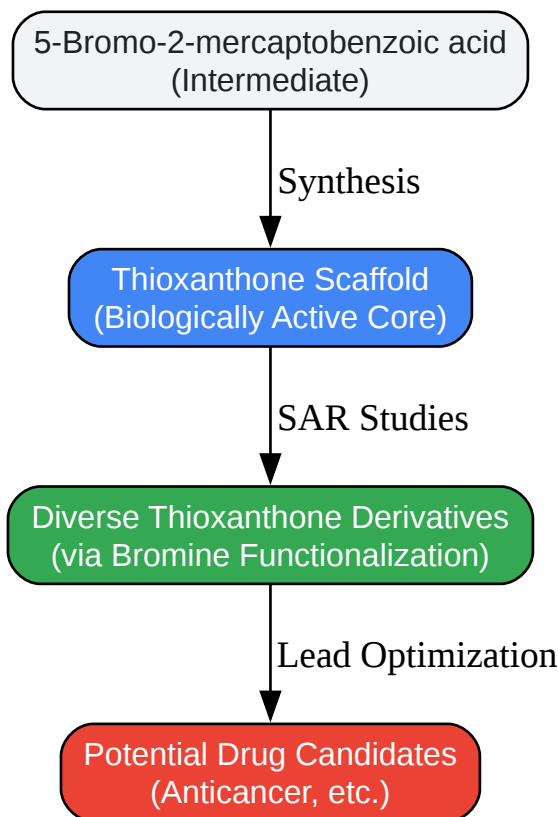 5-Bromo-2-mercaptobenzoic acid
(Intermediate)
Synthesis
Thioxanthone Scaffold
(Biologically Active Core)
SAR Studies
Diverse Thioxanthone Derivatives
(via Bromine Functionalization)
Lead Optimization
Potential Drug Candidates
(Anticancer, etc.)